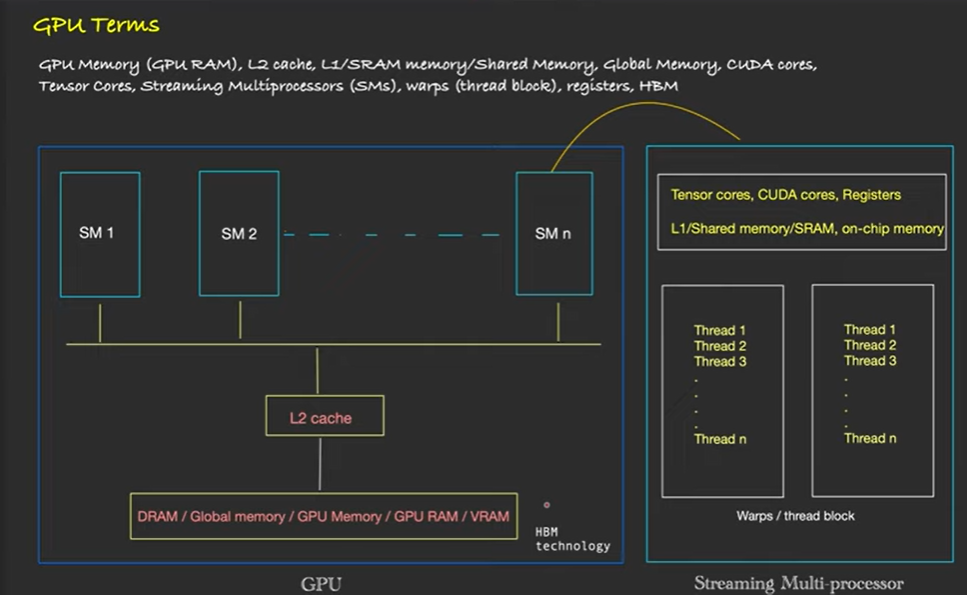 GPU Terms
GPU Memory (GPU RAM), L2 cache, L1/SRAM memory/Shared Memory, Global Memory, CUDA cores,
Tensor Cores, Streaming Multiprocessors (SMs), warps (thread block), registers, HBM
SM 1
SM 2
SM n
L2 cache
DRAM / Global memory / GPU Memory / GPU RAM / VRAM
HBM
technology
GPU
Tensor cores, CUDA cores, Registers
L1/Shared memory/SRAM, on-chip memory
Thread 1
Thread 2
Thread 3
.
.
.
.
Thread n
Thread 1
Thread 2
Thread 3
.
.
.
.
Thread n
Warps / thread block
Streaming Multi-processor